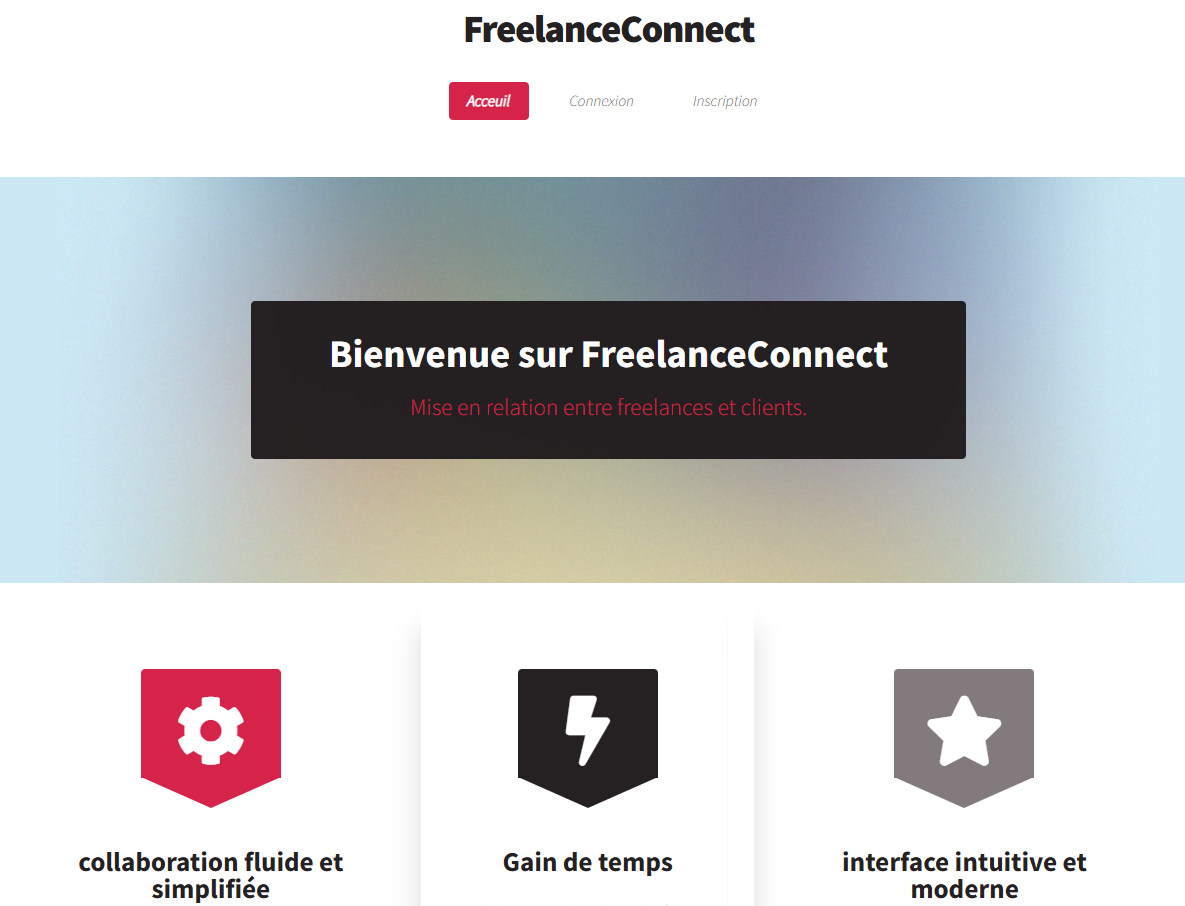 FreelanceConnect
Acceuil
Connexion
Inscription
Bienvenue sur FreelanceConnect
Mise en relation entre freelances et clients.
collaboration fluide et
simplifiée
Gain de temps
interface intuitive et
moderne